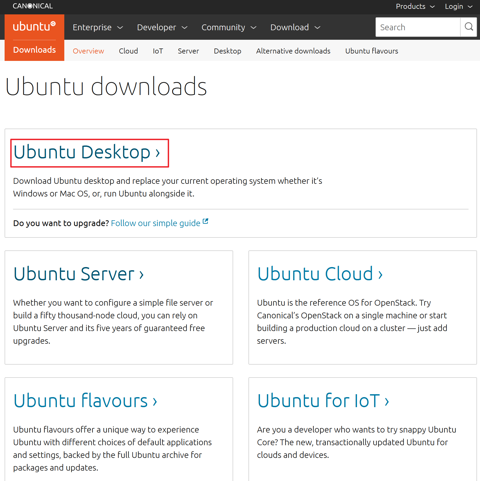 CANONICAL
Products Login
ubuntu® Enterprise Developer Community Download Search
Downloads Overview Cloud IoT Server Desktop Alternative downloads Ubuntu flavours
Ubuntu downloads
Ubuntu Desktop ›
Download Ubuntu desktop and replace your current operating system whether it's
Windows or Mac OS, or, run Ubuntu alongside it.
Do you want to upgrade? Follow our simple guide
Ubuntu Server ›
Whether you want to configure a simple file server or
build a fifty thousand-node cloud, you can rely on
Ubuntu Server and its five years of guaranteed free
upgrades.
Ubuntu Cloud ›
Ubuntu is the reference OS for OpenStack. Try
Canonical's OpenStack on a single machine or start
building a production cloud on a cluster — just add
servers.
Ubuntu flavours ›
Ubuntu flavours offer a unique way to experience
Ubuntu with different choices of default applications
and settings, backed by the full Ubuntu archive for
packages and updates.
Ubuntu for IoT ›
Are you a developer who wants to try snappy Ubuntu
Core? The new, transactionally updated Ubuntu for
clouds and devices.